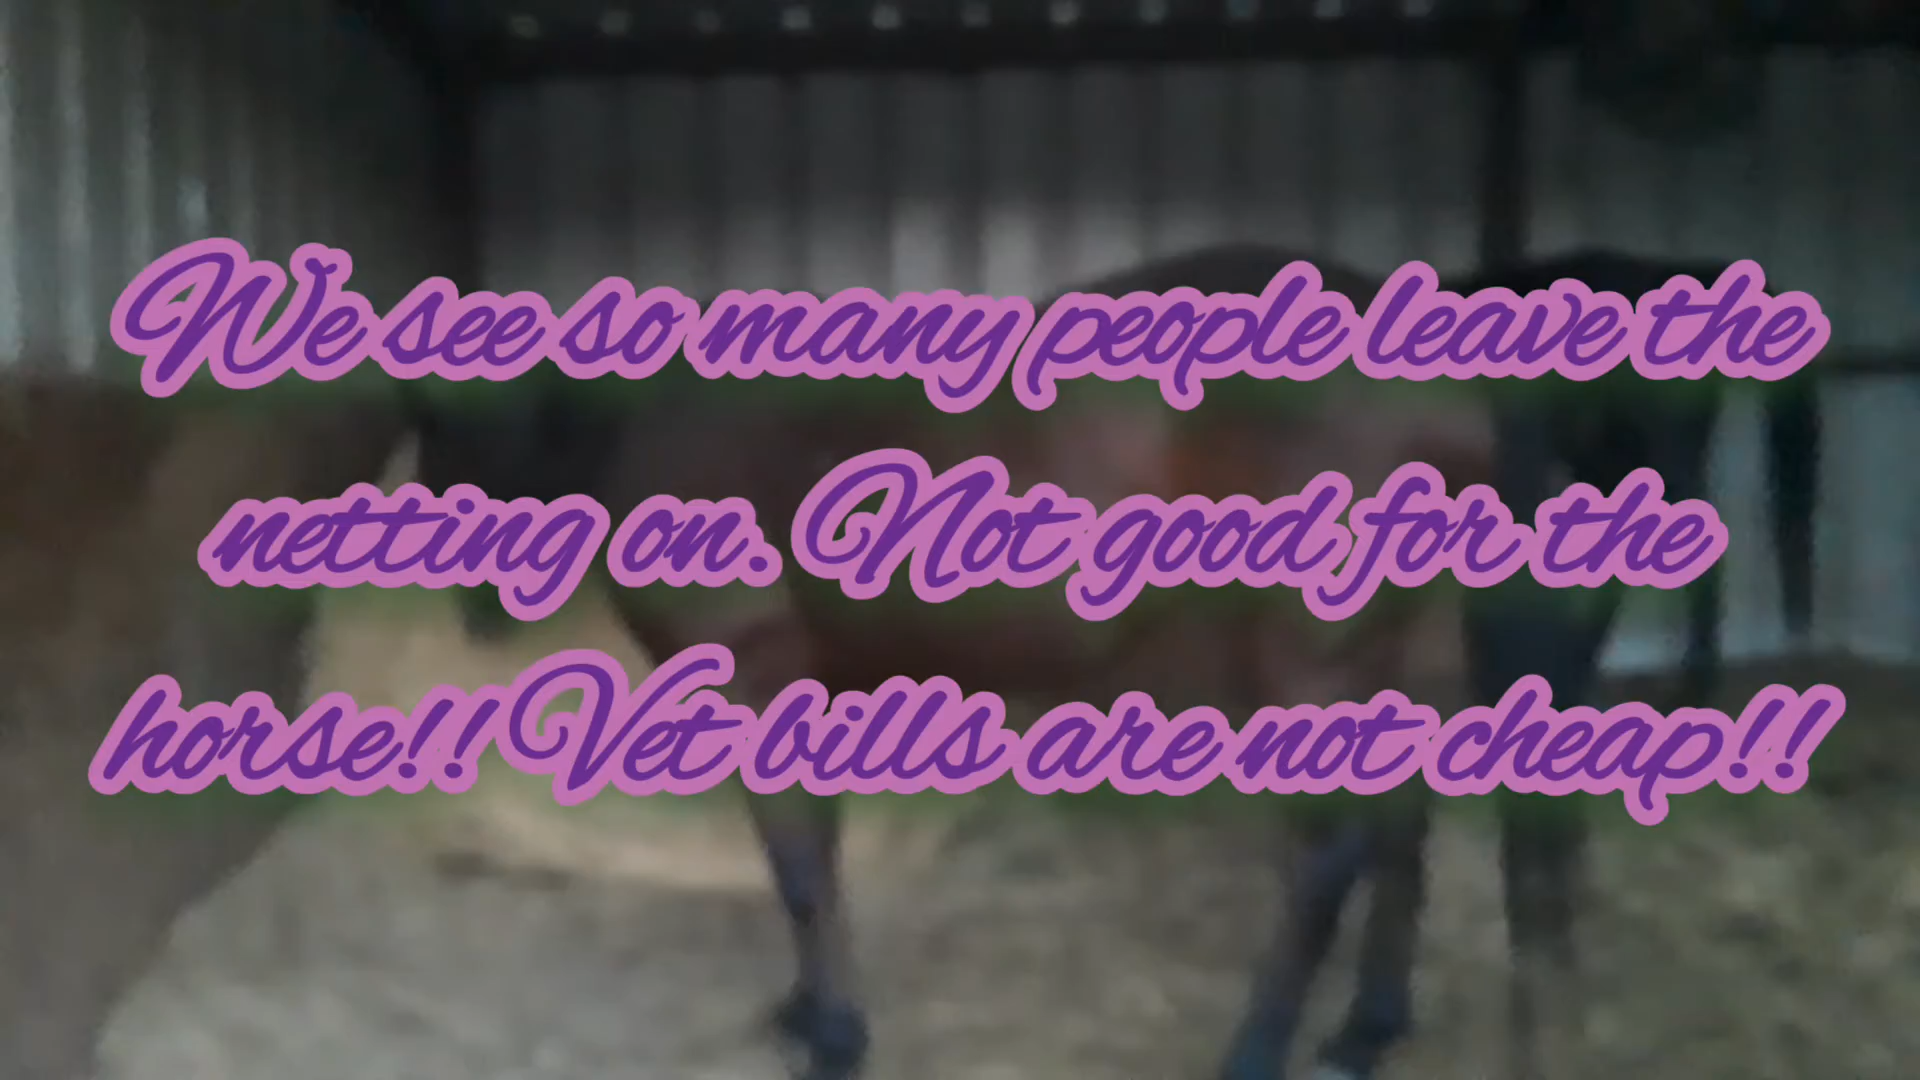 We see so many people leave the
netting on. Not good for the
horse!! Vet bills are not cheap!!